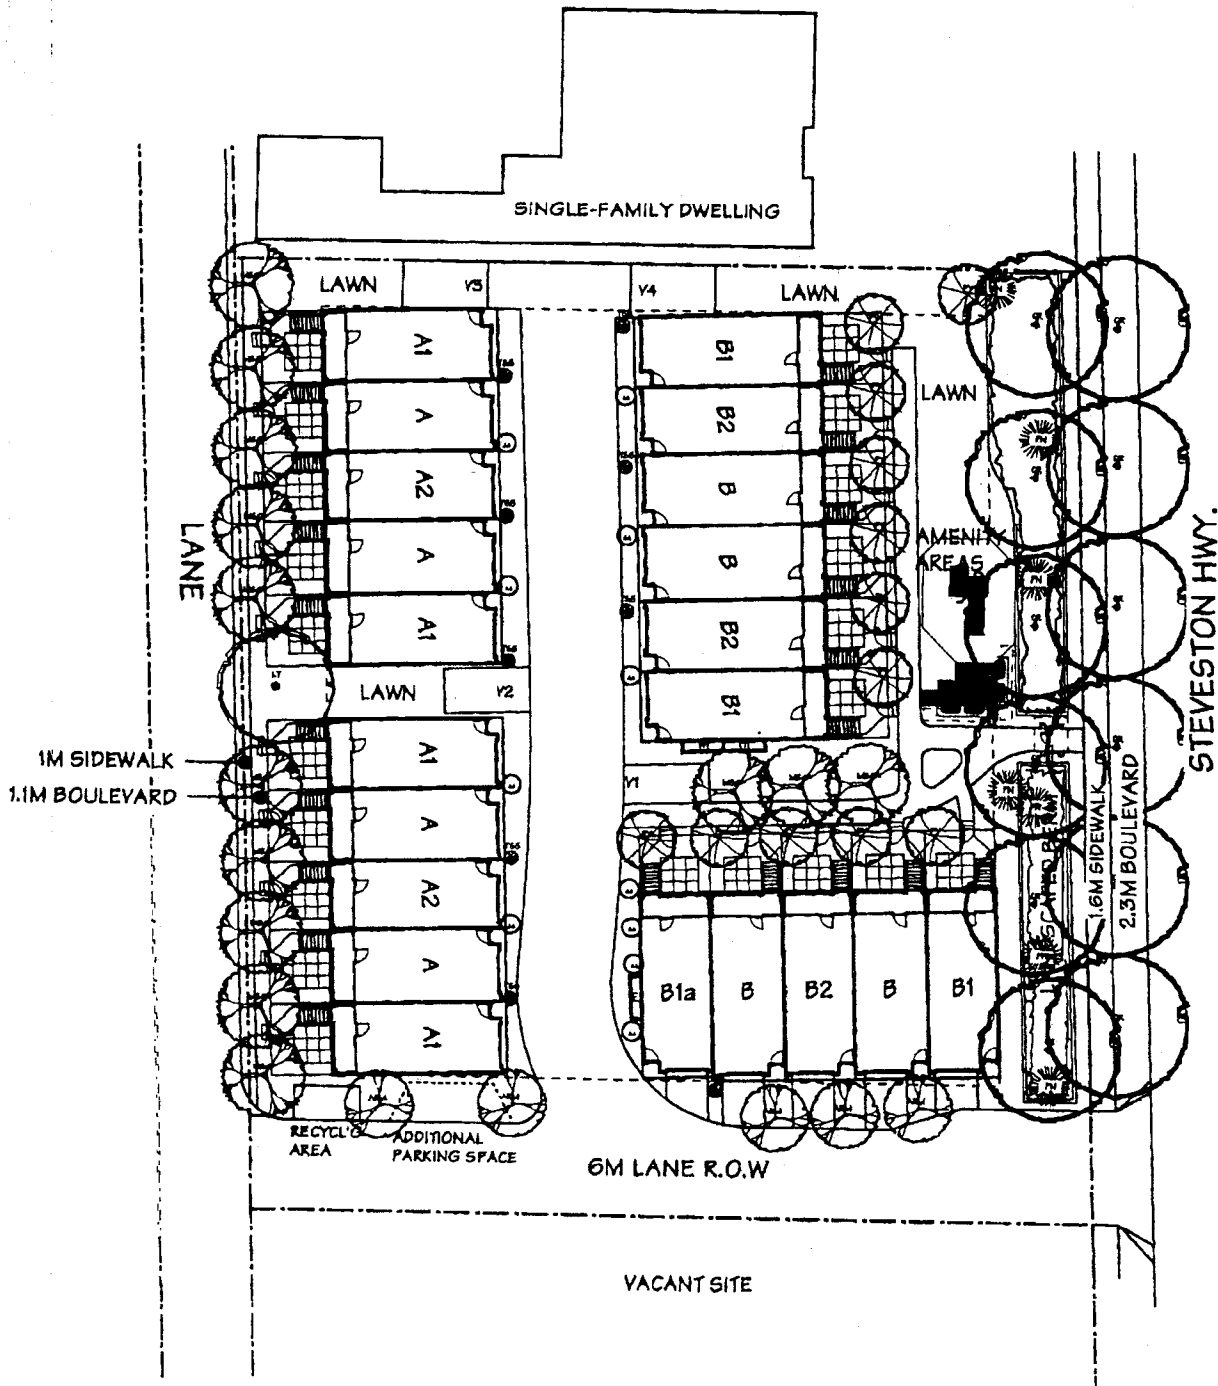 SINGLE-FAMILY DWELLING
LAWN
V3
V4
LAWN
A1
A
A2
A
A1
B1
B2
B
B
B2
B1
LAWN
AMENITY
AREAS
LANE
STEVESTON HWY.
LAWN
V2
1M SIDEWALK
1.1M BOULEVARD
A1
A
A2
A
A1
V1
B1a
B
B2
B
B1
1.6M SIDEWALK
2.3M BOULEVARD
AREA
ADDITIONAL
PARKING SPACE
6M LANE R.O.W
VACANT SITE